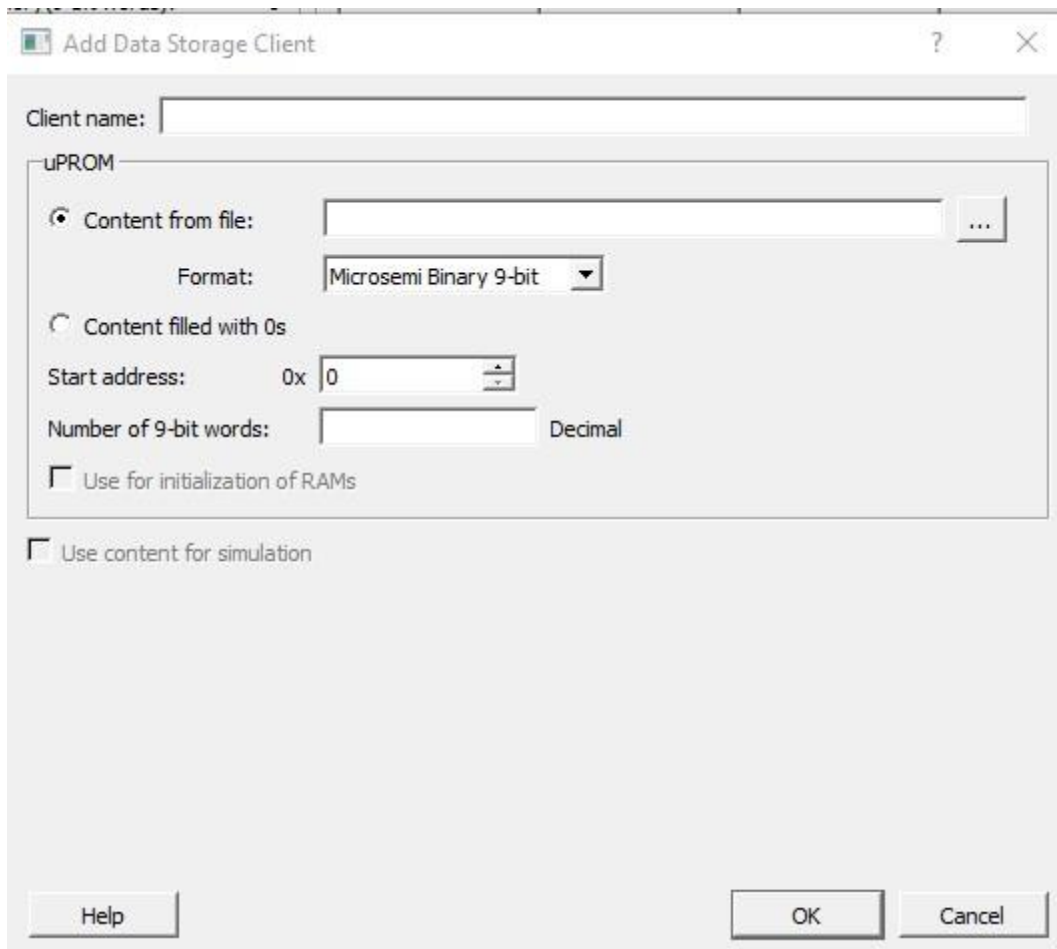 Add Data Storage Client ?
Client name:
uPROM
Content from file: ...
Format: Microsemi Binary 9-bit
Content filled with 0s
Start address: 0x 0
Number of 9-bit words: Decimal
Use for initialization of RAMs
Use content for simulation
Help OK Cancel